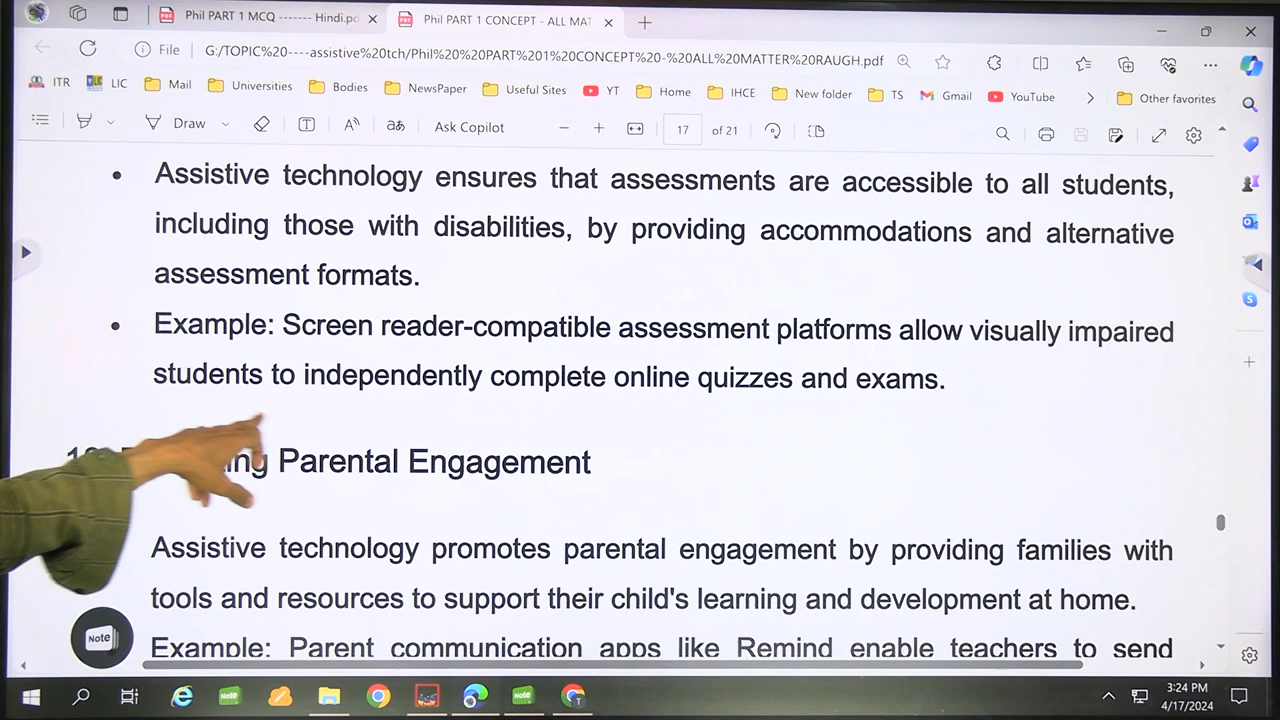 Phil PART 1 MCQ ------- Hindi.pd
Phil PART 1 CONCEPT - ALL MAT
File
G:/TOPIC%20----assistive%20tch/Phil%20%20PART%201%20CONCEPT%20-%20ALL%20MATTER%20RAUGH.pdf
ITR LIC Mail Universities Bodies NewsPaper Useful Sites YT Home IHCE New folder TS Gmail YouTube Other favorites
Draw Ask Copilot 17 of 21
• Assistive technology ensures that assessments are accessible to all students,
including those with disabilities, by providing accommodations and alternative
assessment formats.
• Example: Screen reader-compatible assessment platforms allow visually impaired
students to independently complete online quizzes and exams.
Parental Engagement
Assistive technology promotes parental engagement by providing families with
tools and resources to support their child's learning and development at home.
Example: Parent communication apps like Remind enable teachers to send
Note
Note Note
3:24 PM
4/17/2024